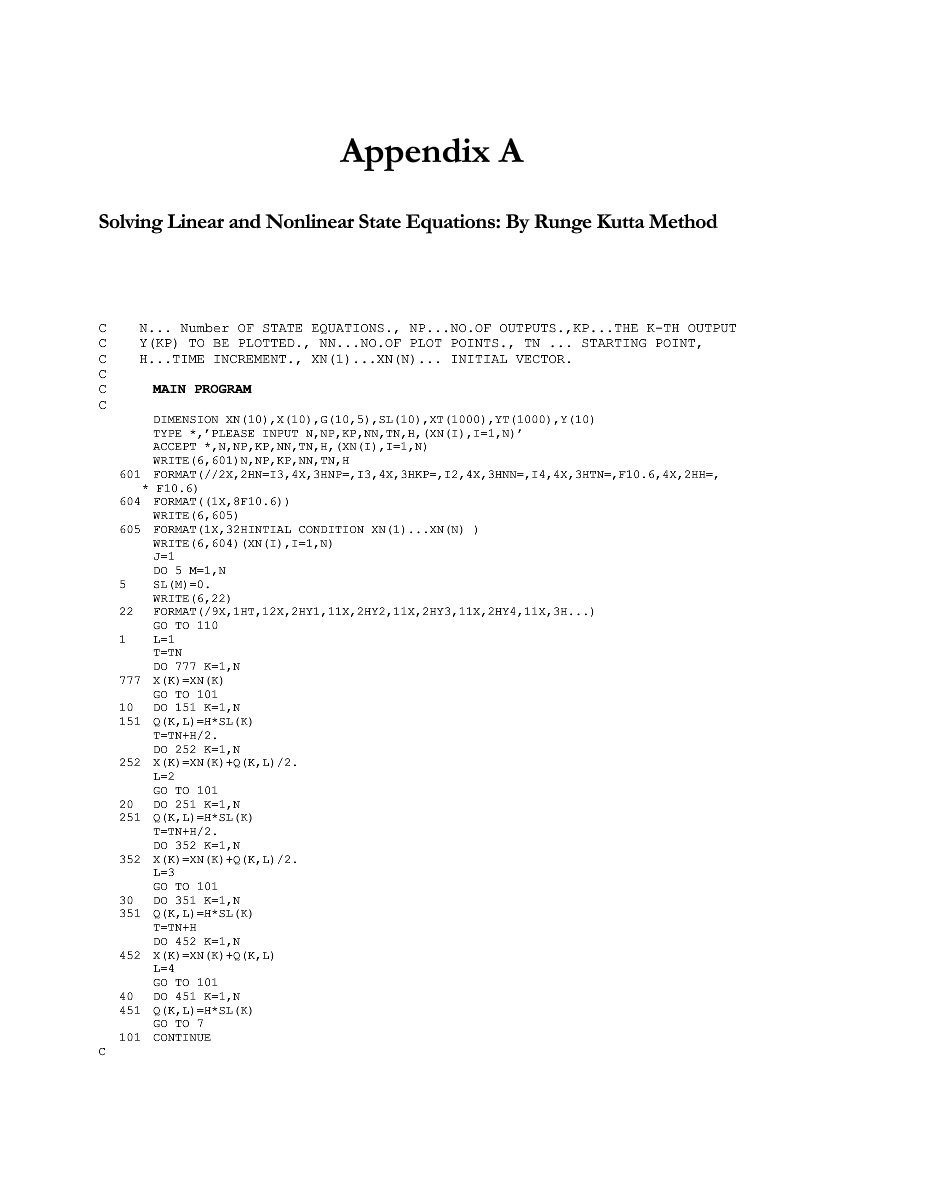 Appendix A
Solving Linear and Nonlinear State Equations: By Runge Kutta Method
C N... Number OF STATE EQUATIONS., NP...NO.OF OUTPUTS.,KP...THE K-TH OUTPUT
C Y(KP) TO BE PLOTTED., NN...NO.OF PLOT POINTS., TN ... STARTING POINT,
C H...TIME INCREMENT., XN(1)...XN(N)... INITIAL VECTOR.
C
C MAIN PROGRAM
C
DIMENSION XN(10),X(10),G(10,5),SL(10),XT(1000),YT(1000),Y(10)
TYPE *,’PLEASE INPUT N,NP,KP,NN,TN,H,(XN(I),I=1,N)’
ACCEPT *,N,NP,KP,NN,TN,H,(XN(I),I=1,N)
WRITE(6,601)N,NP,KP,NN,TN,H
601 FORMAT(//2X,2HN=I3,4X,3HNP=,I3,4X,3HKP=,I2,4X,3HNN=,I4,4X,3HTN=,F10.6,4X,2HH=,
* F10.6)
604 FORMAT((1X,8F10.6))
WRITE(6,605)
605 FORMAT(1X,32HINTIAL CONDITION XN(1)...XN(N) )
WRITE(6,604)(XN(I),I=1,N)
J=1
DO 5 M=1,N
5 SL(M)=0.
WRITE(6,22)
22 FORMAT(/9X,1HT,12X,2HY1,11X,2HY2,11X,2HY3,11X,2HY4,11X,3H...)
GO TO 110
1 L=1
T=TN
DO 777 K=1,N
777 X(K)=XN(K)
GO TO 101
10 DO 151 K=1,N
151 Q(K,L)=H*SL(K)
T=TN+H/2.
DO 252 K=1,N
252 X(K)=XN(K)+Q(K,L)/2.
L=2
GO TO 101
20 DO 251 K=1,N
251 Q(K,L)=H*SL(K)
T=TN+H/2.
DO 352 K=1,N
352 X(K)=XN(K)+Q(K,L)/2.
L=3
GO TO 101
30 DO 351 K=1,N
351 Q(K,L)=H*SL(K)
T=TN+H
DO 452 K=1,N
452 X(K)=XN(K)+Q(K,L)
L=4
GO TO 101
40 DO 451 K=1,N
451 Q(K,L)=H*SL(K)
GO TO 7
101 CONTINUE
C